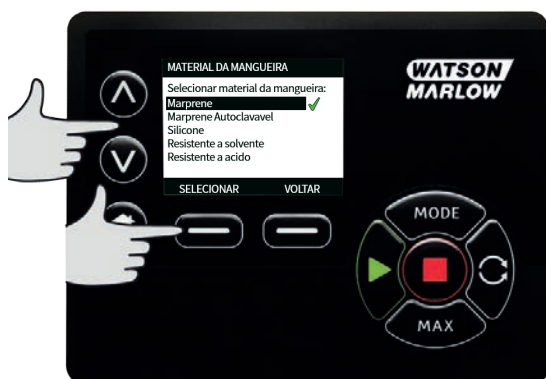 MATERIAL DA MANGUEIRA
Selecionar material da mangueira:
Marprene
Marprene Autoclavavel
Silicone
Resistente a solvente
Resistente a acido
SELECIONAR VOLTAR
WATSON
MARLOW
MODE
MAX